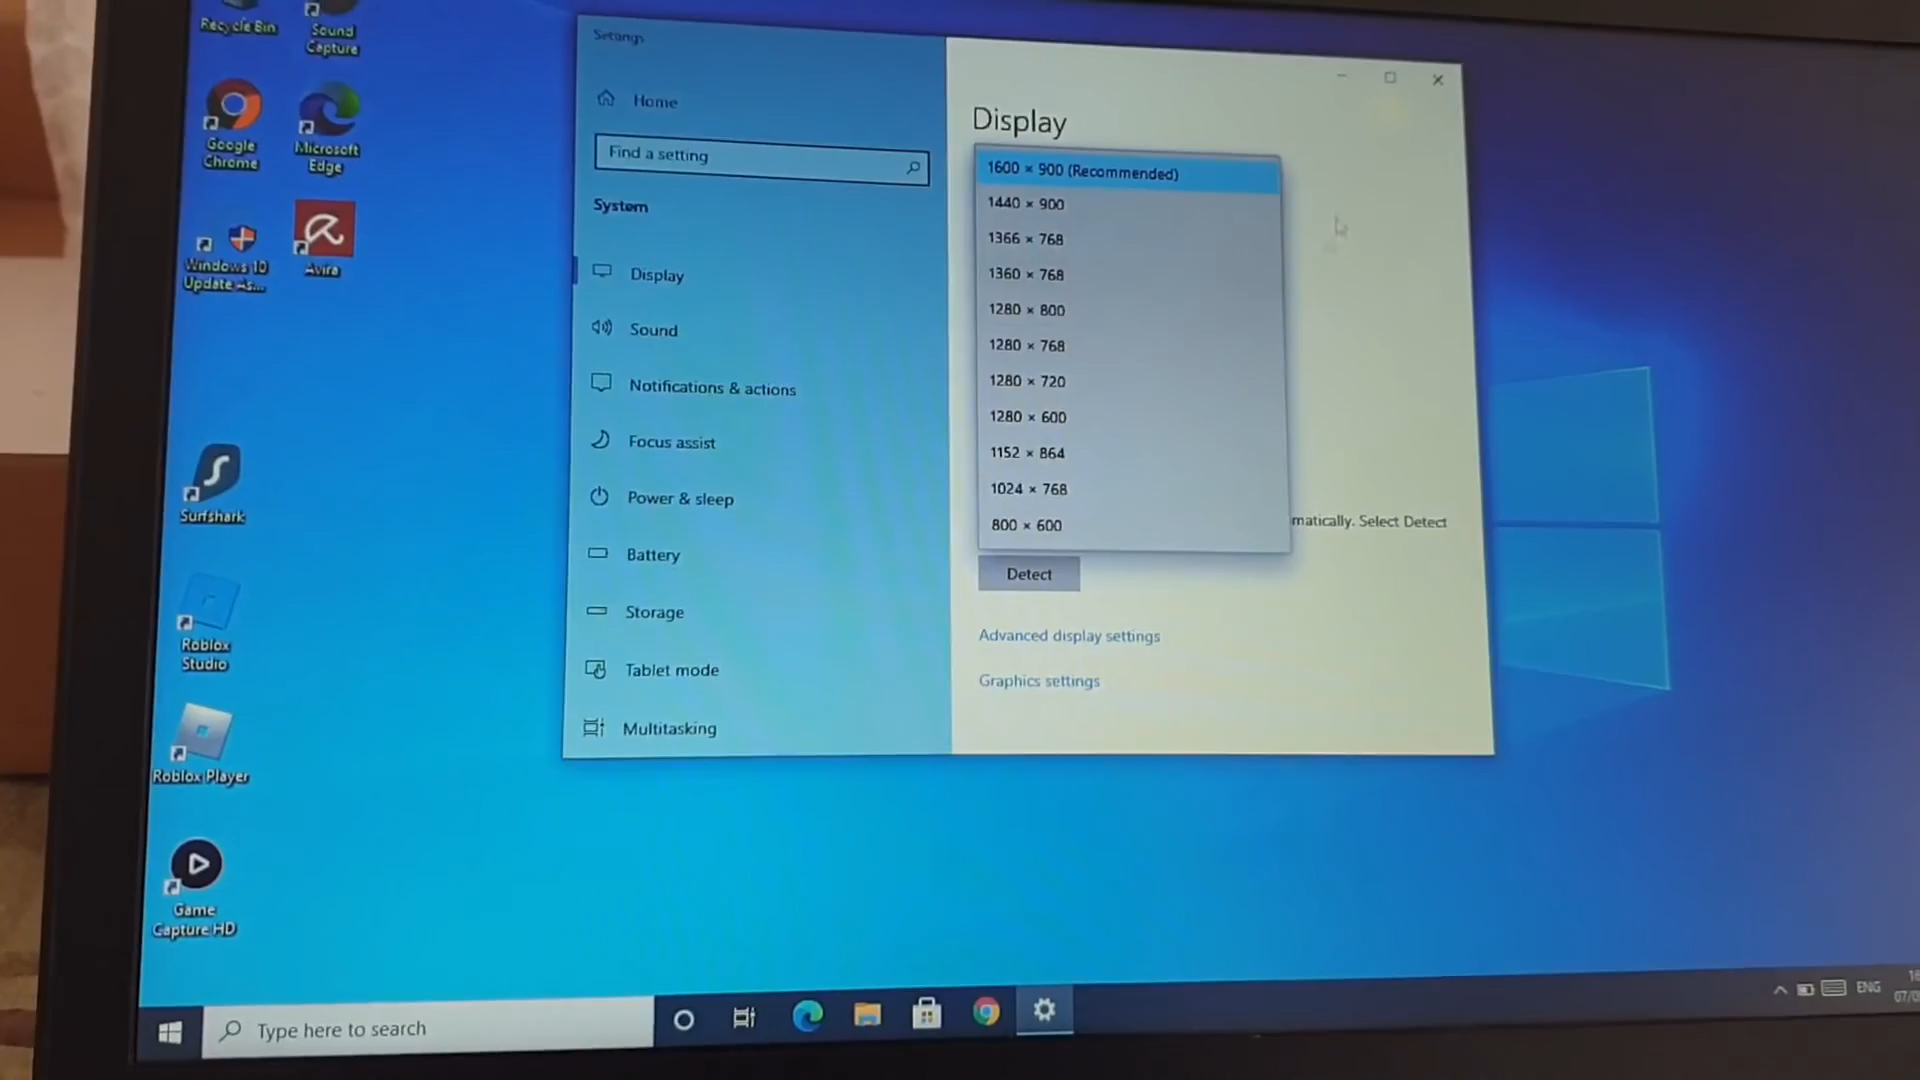 Recycle Bin
Sound
Capture
Google
Chrome
Microsoft
Edge
Windows 10
Update As...
Avira
Surfshark
Roblox
Studio
Roblox Player
Game
Capture HD
Settings
Home
Find a setting
System
Display
Sound
Notifications & actions
Focus assist
Power & sleep
Battery
Storage
Tablet mode
Multitasking
Display
1600 × 900 (Recommended)
1440 × 900
1366 × 768
1360 × 768
1280 × 800
1280 × 768
1280 × 720
1280 × 600
1152 × 864
1024 × 768
800 × 600
matically. Select Detect
Detect
Advanced display settings
Graphics settings
Type here to search
ENG